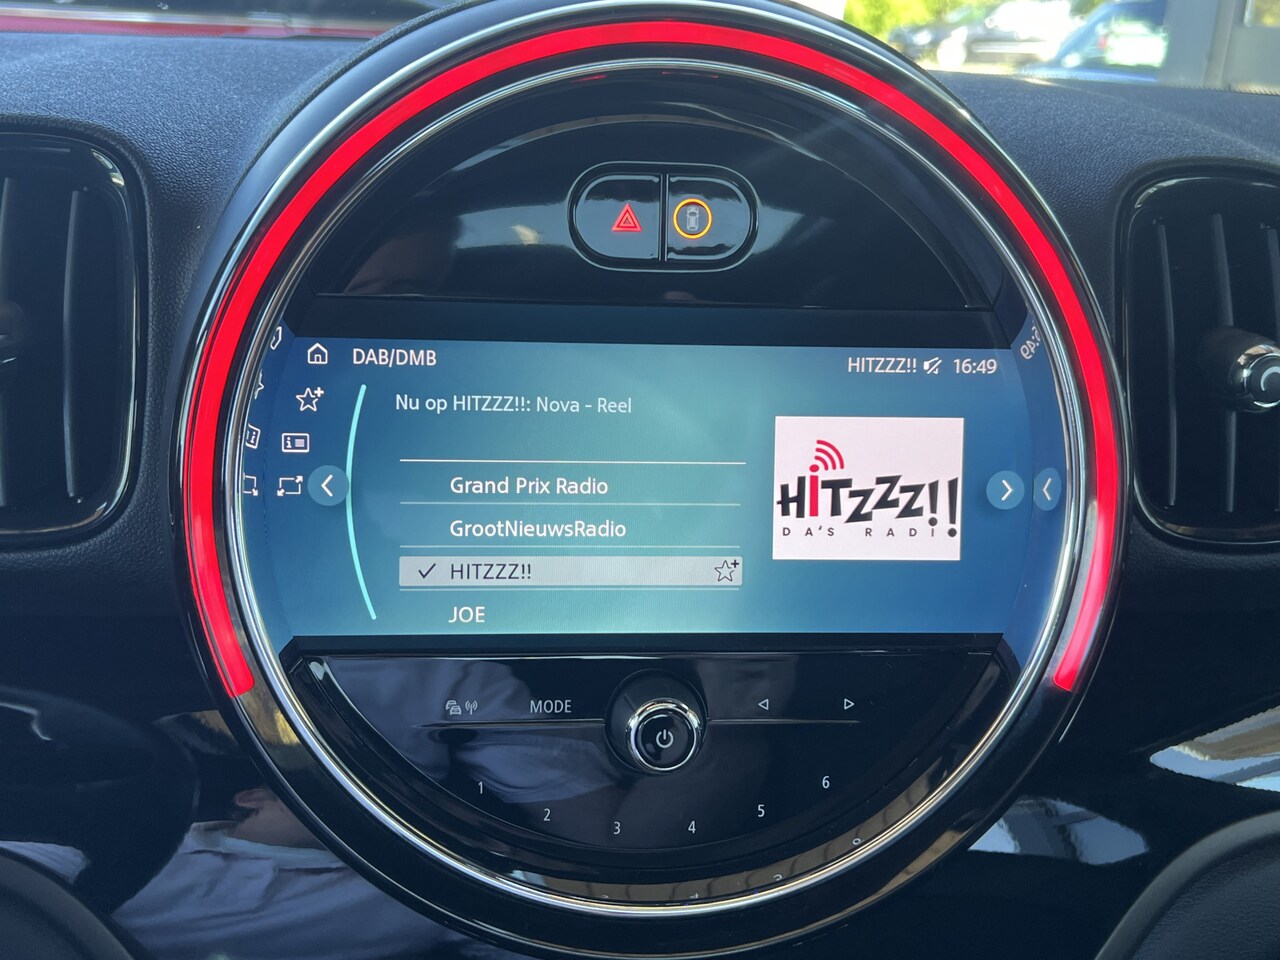 DAB/DMB
HITZZZ!! 16:49
Nu op HITZZZ!!: Nova - Reel
Grand Prix Radio
GrootNieuwsRadio
HITZZZ!!
JOE
HiTZZZ!!
DA'S RADI
MODE
1
2
3
4
5
6